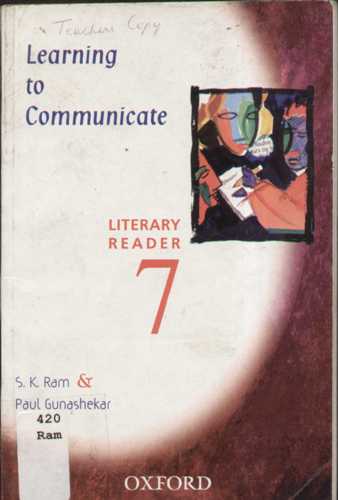 Teachers Copy
Learning
to
Communicate
LITERARY
READER
7
S. K. Ram &
Paul Gunashekar
420
Ram
OXFORD